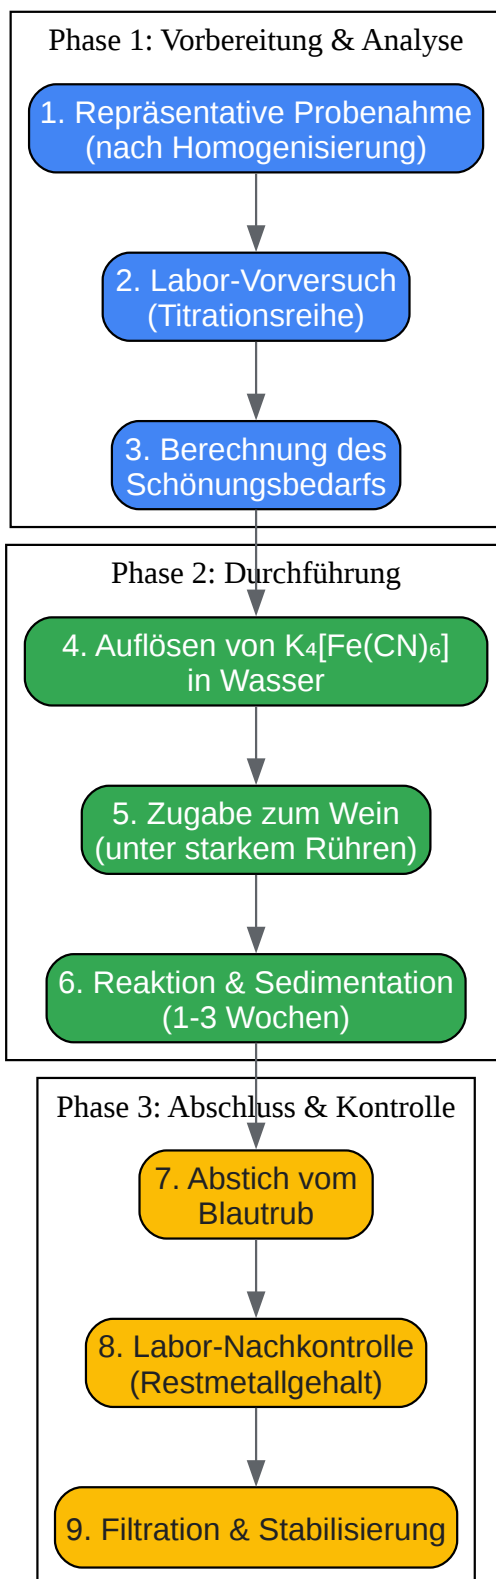 Phase 1: Vorbereitung & Analyse
1. Repräsentative Probenahme
(nach Homogenisierung)
2. Labor-Vorversuch
(Titrationsreihe)
3. Berechnung des
Schönungsbedarfs
Phase 2: Durchführung
4. Auflösen von K₄[Fe(CN)₆]
in Wasser
5. Zugabe zum Wein
(unter starkem Rühren)
6. Reaktion & Sedimentation
(1-3 Wochen)
Phase 3: Abschluss & Kontrolle
7. Abstich vom
Blautrub
8. Labor-Nachkontrolle
(Restmetallgehalt)
9. Filtration & Stabilisierung